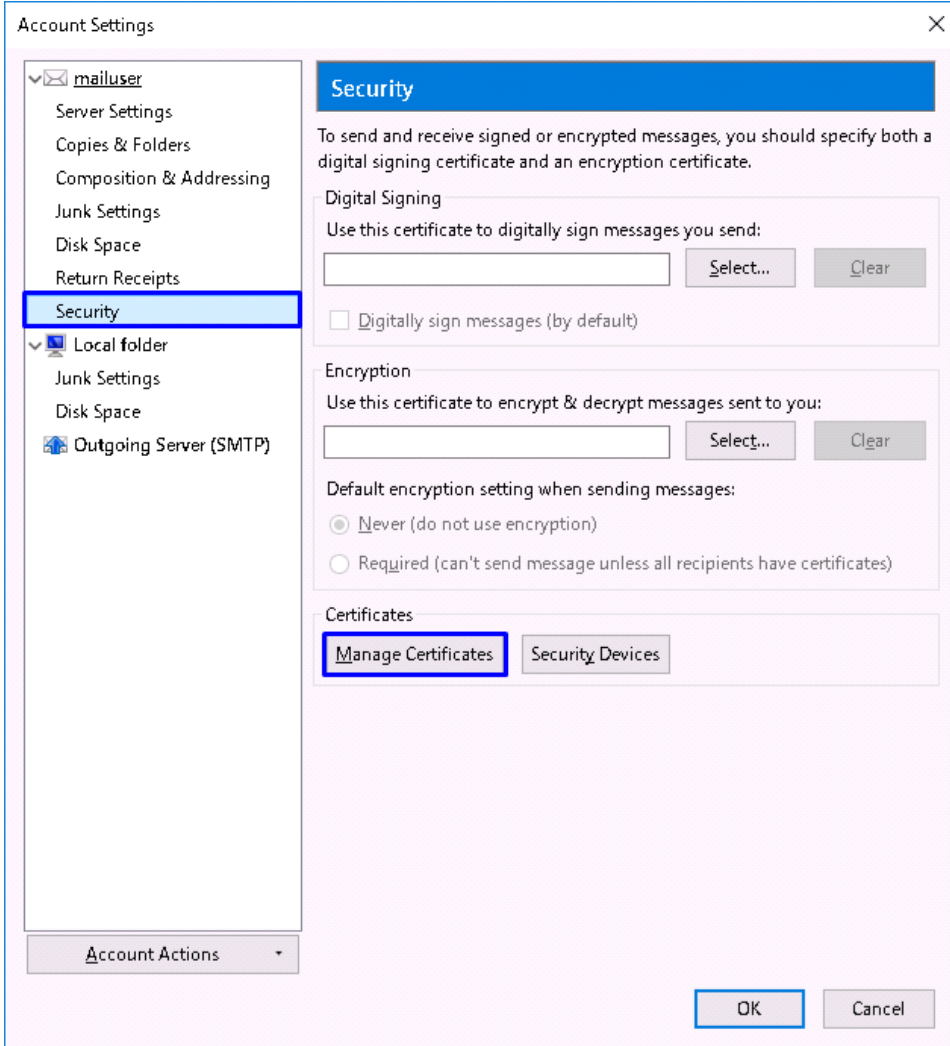 Account Settings
mailuser
Server Settings
Copies & Folders
Composition & Addressing
Junk Settings
Disk Space
Return Receipts
Security
Local folder
Junk Settings
Disk Space
Outgoing Server (SMTP)
Account Actions
Security
To send and receive signed or encrypted messages, you should specify both a
digital signing certificate and an encryption certificate.
Digital Signing
Use this certificate to digitally sign messages you send:
Select...
Clear
Digitally sign messages (by default)
Encryption
Use this certificate to encrypt & decrypt messages sent to you:
Select...
Clear
Default encryption setting when sending messages:
Never (do not use encryption)
Required (can't send message unless all recipients have certificates)
Certificates
Manage Certificates
Security Devices
OK
Cancel